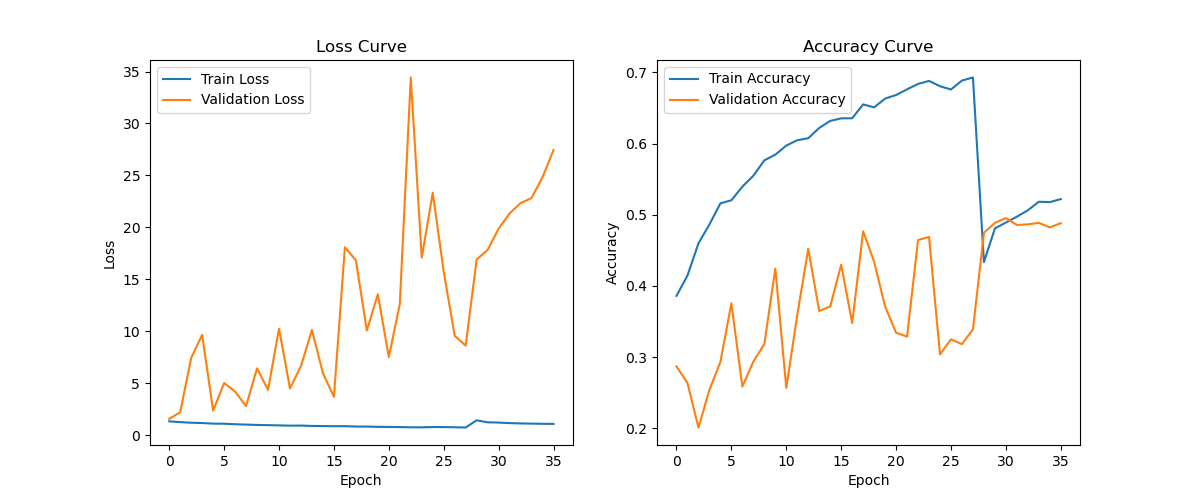 Loss Curve
Train Loss
Validation Loss
35
30
25
20
15
10
5
0
Loss
0 5 10 15 20 25 30 35
Epoch
Accuracy Curve
Train Accuracy
Validation Accuracy
0.7
0.6
0.5
0.4
0.3
0.2
Accuracy
0 5 10 15 20 25 30 35
Epoch